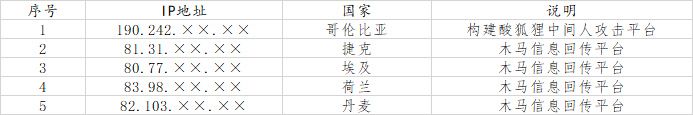 序号 IP地址 国家 说明
1 190.242.××.×× 哥伦比亚 构建酸狐狸中间人攻击平台
2 81.31.××.×× 捷克 木马信息回传平台
3 80.77.××.×× 埃及 木马信息回传平台
4 83.98.××.×× 荷兰 木马信息回传平台
5 82.103.××.×× 丹麦 木马信息回传平台